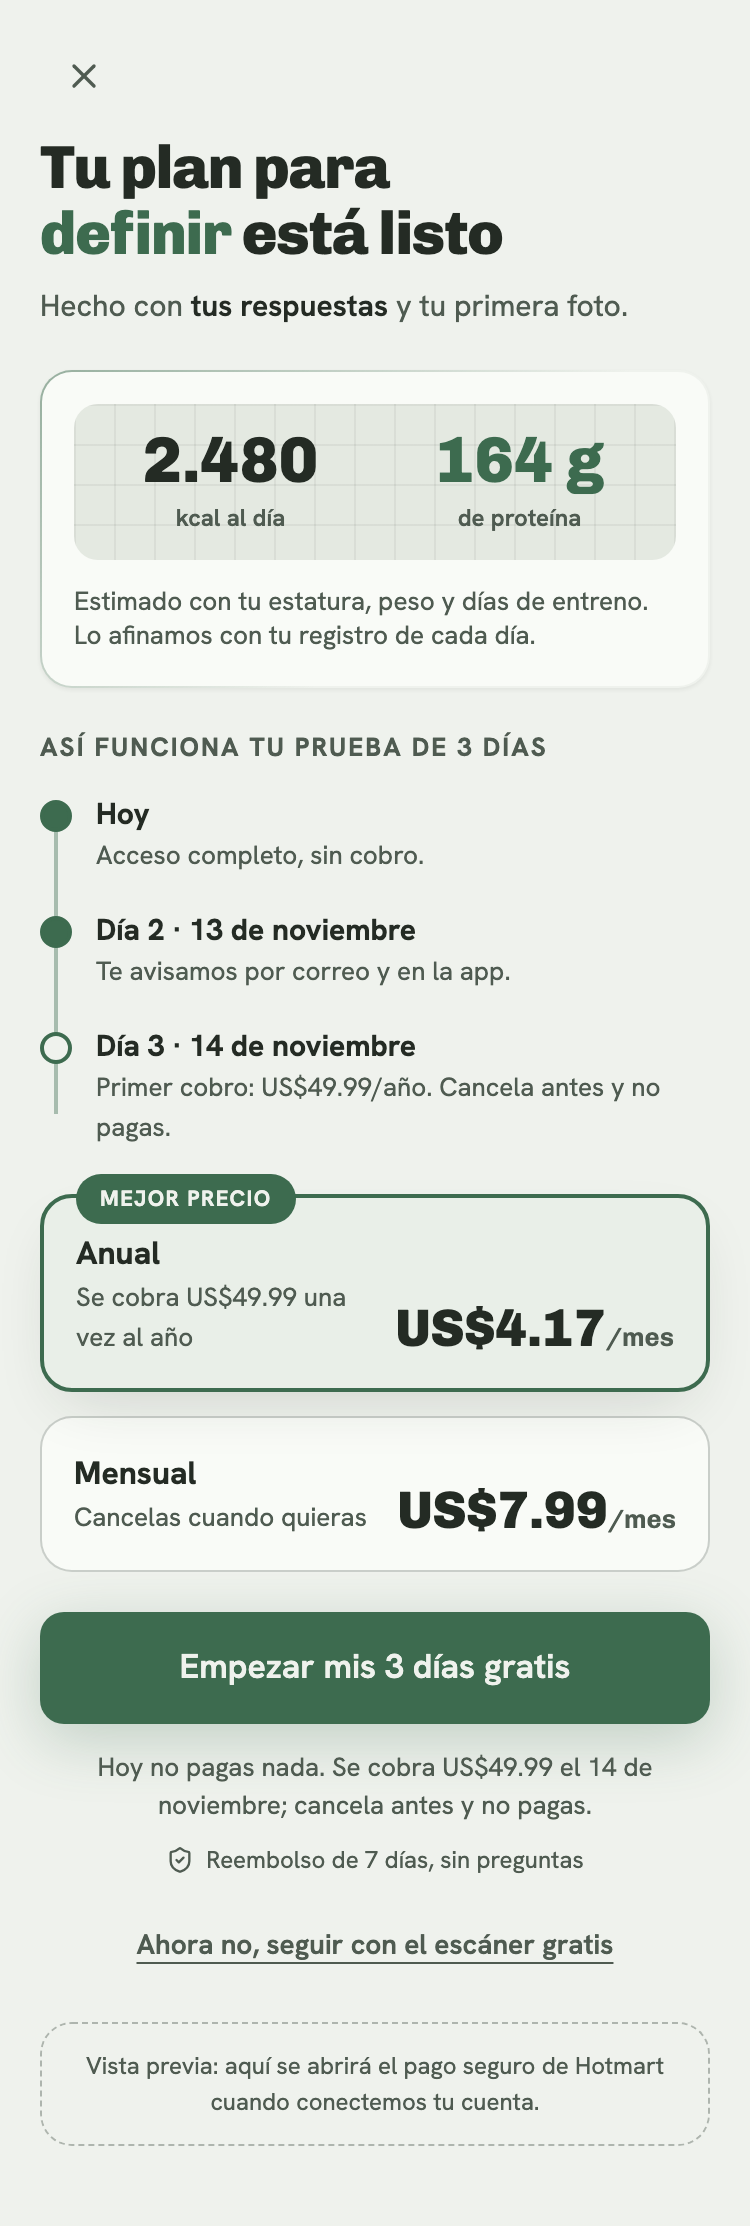 Tu plan para
definir está listo
Hecho con tus respuestas y tu primera foto.
2.480
kcal al día
164 g
de proteína
Estimado con tu estatura, peso y días de entreno.
Lo afinamos con tu registro de cada día.
ASÍ FUNCIONA TU PRUEBA DE 3 DÍAS
Hoy
Acceso completo, sin cobro.
Día 2 · 13 de noviembre
Te avisamos por correo y en la app.
Día 3 · 14 de noviembre
Primer cobro: US$49.99/año. Cancela antes y no
pagas.
MEJOR PRECIO
Anual
Se cobra US$49.99 una
vez al año
US$4.17/mes
Mensual
Cancelas cuando quieras
US$7.99/mes
Empezar mis 3 días gratis
Hoy no pagas nada. Se cobra US$49.99 el 14 de
noviembre; cancela antes y no pagas.
Reembolso de 7 días, sin preguntas
Ahora no, seguir con el escáner gratis
Vista previa: aquí se abrirá el pago seguro de Hotmart
cuando conectemos tu cuenta.